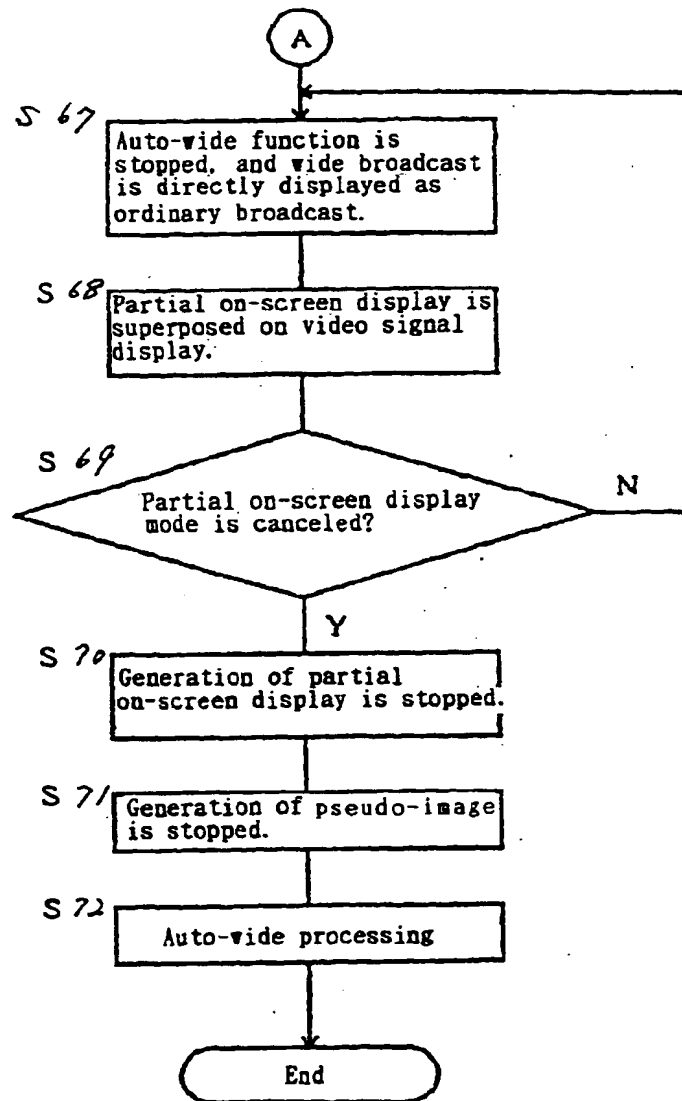 A
S 67
Auto-wide function is
stopped, and wide broadcast
is directly displayed as
ordinary broadcast.
S 68
Partial on-screen display is
superposed on video signal
display.
S 69
Partial on-screen display
mode is canceled?
N
Y
S 70
Generation of partial
on-screen display is stopped.
S 71
Generation of pseudo-image
is stopped.
S 72
Auto-wide processing
End